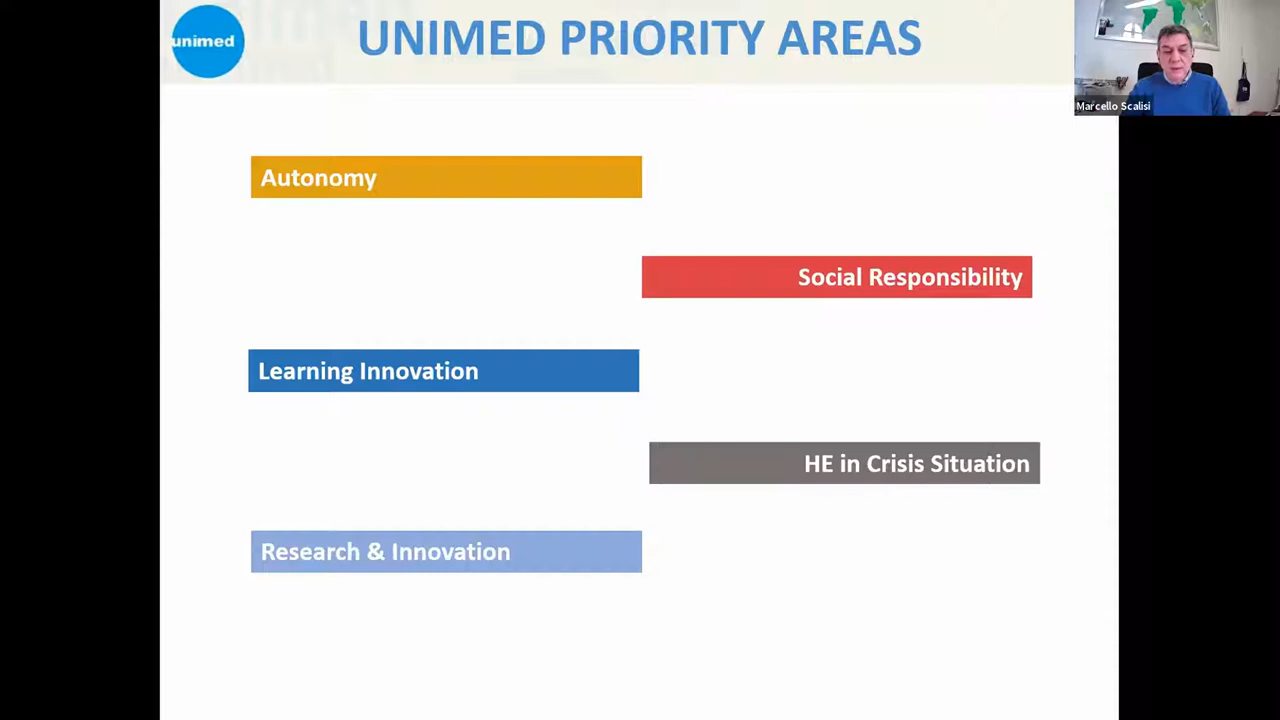 unimed
UNIMED PRIORITY AREAS
Marcello Scalisi
Autonomy
Social Responsibility
Learning Innovation
HE in Crisis Situation
Research & Innovation